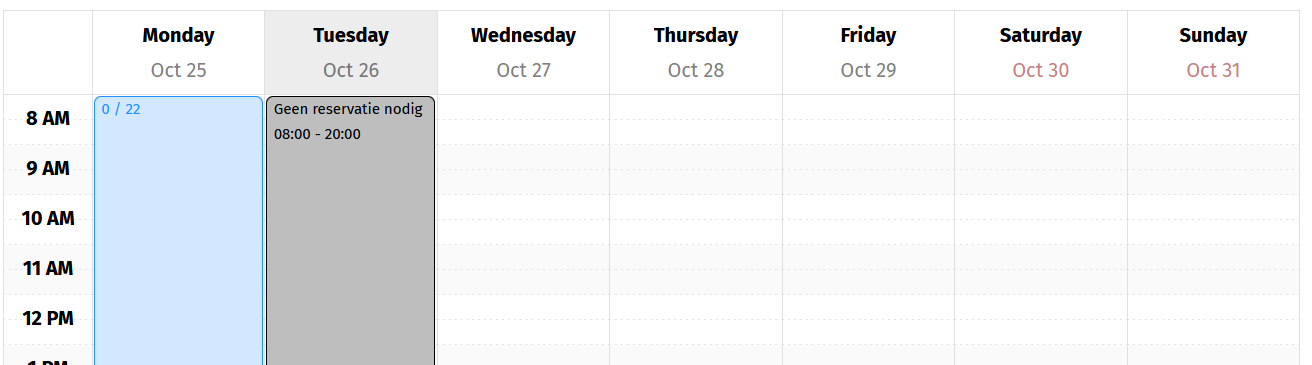 Monday Tuesday Wednesday Thursday Friday Saturday Sunday
Oct 25 Oct 26 Oct 27 Oct 28 Oct 29 Oct 30 Oct 31
0 / 22 Geen reservatie nodig
8 AM
08:00 - 20:00
9 AM
10 AM
11 AM
12 PM
1 PM